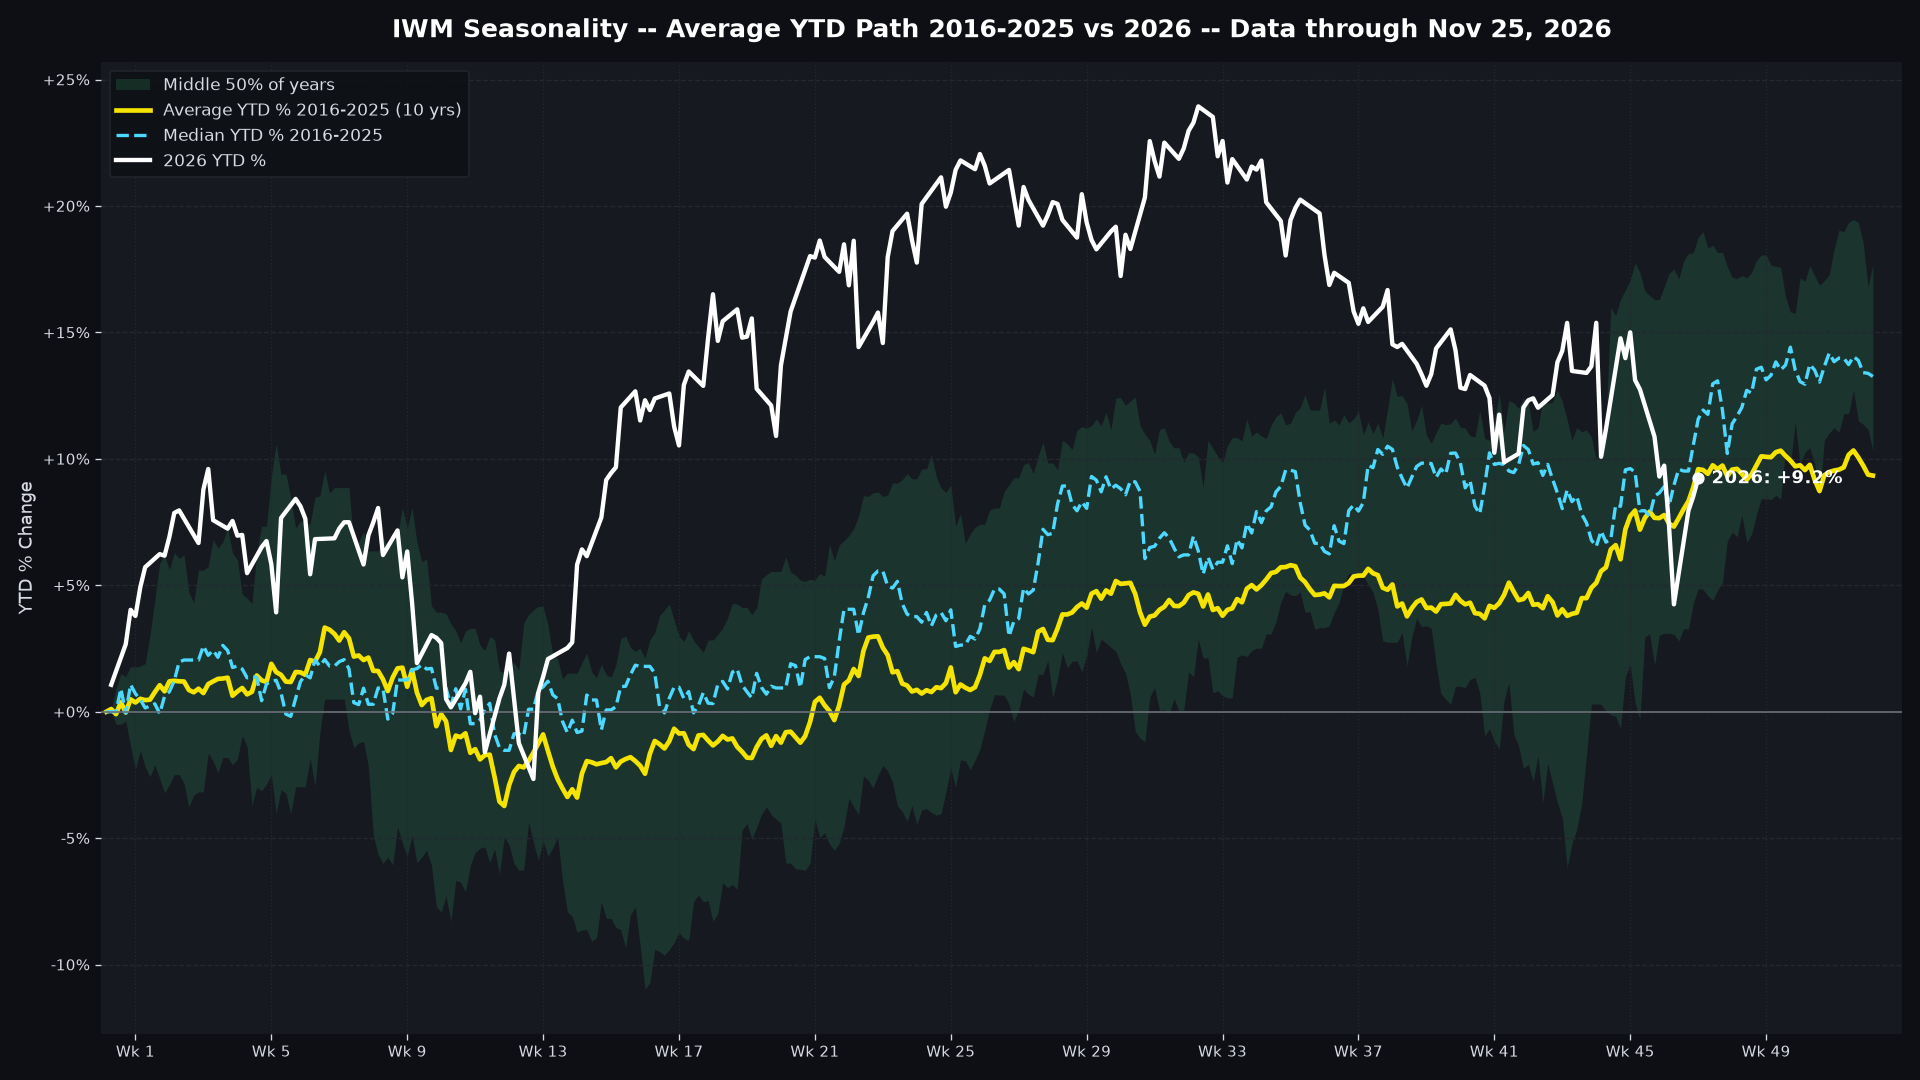 IWM Seasonality -- Average YTD Path 2016-2025 vs 2026 -- Data through Nov 25, 2026
Middle 50% of years
Average YTD % 2016-2025 (10 yrs)
Median YTD % 2016-2025
2026 YTD %
YTD % Change
+25%
+20%
+15%
+10%
+5%
+0%
-5%
-10%
2026: +9.2%
Wk 1 Wk 5 Wk 9 Wk 13 Wk 17 Wk 21 Wk 25 Wk 29 Wk 33 Wk 37 Wk 41 Wk 45 Wk 49